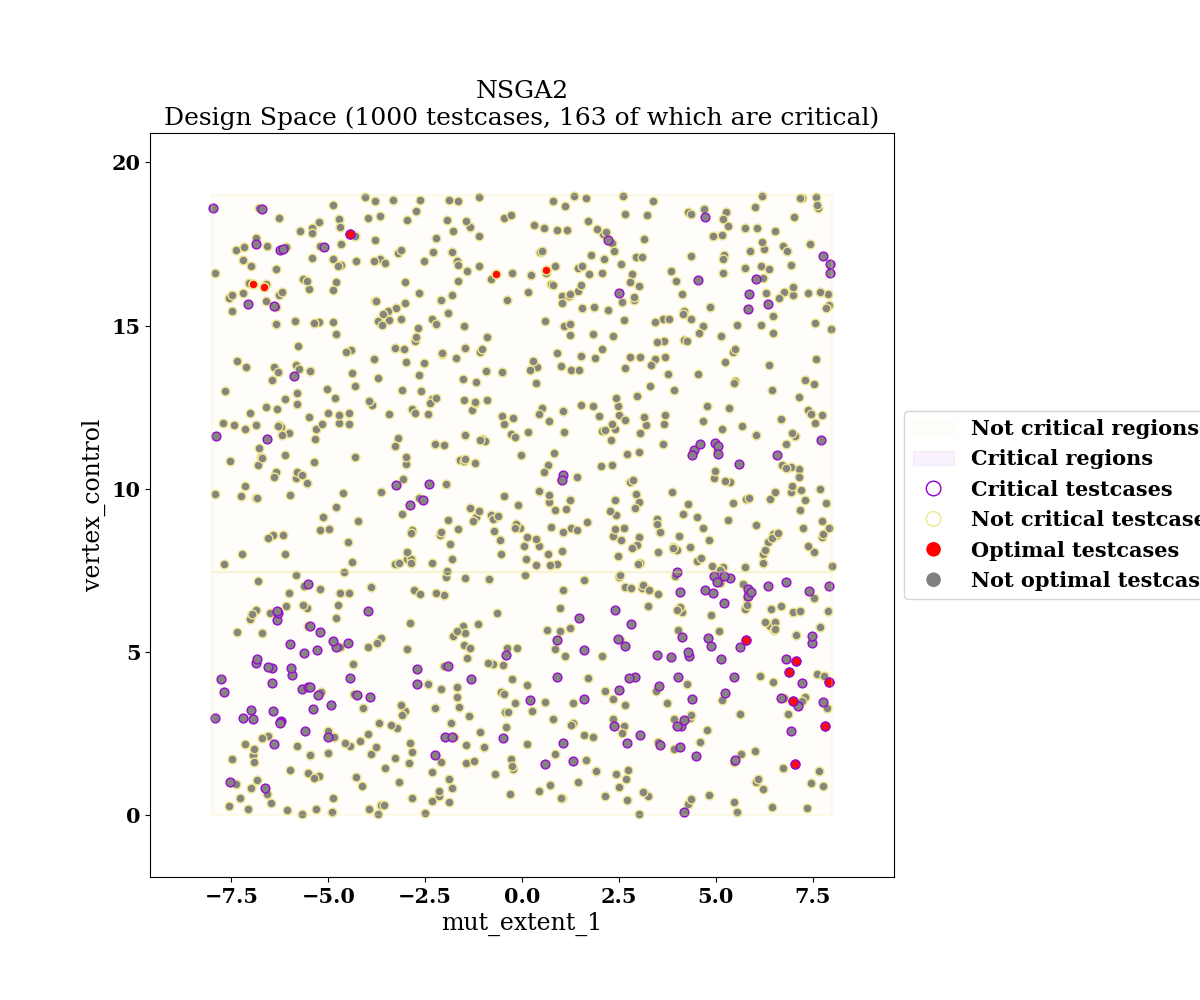 NSGA2
Design Space (1000 testcases, 163 of which are critical)
20
15
10
5
0
vertex_control
−7.5 −5.0 −2.5 0.0 2.5 5.0 7.5
mut_extent_1
Not critical regions
Critical regions
Critical testcases
Not critical testcase
Optimal testcases
Not optimal testcas